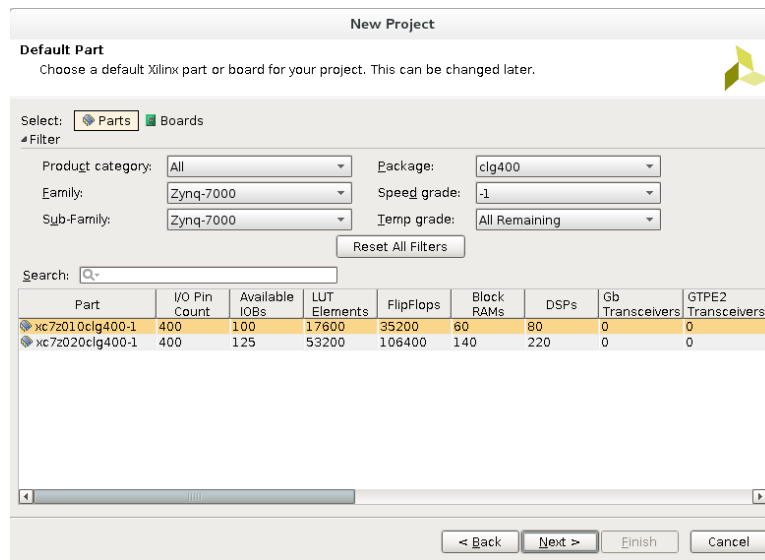 New Project
Default Part
Choose a default Xilinx part or board for your project. This can be changed later.
Select: Parts Boards
Filter
Product category: All Package: clg400
Family: Zynq-7000 Speed grade: -1
Sub-Family: Zynq-7000 Temp grade: All Remaining
Reset All Filters
Search:
Part I/O Pin Count Available IOBs LUT Elements FlipFlops Block RAMs DSPs Gb Transceivers GTPE2 Transceivers
xc7z010clg400-1 400 100 17600 35200 60 80 0 0
xc7z020clg400-1 400 125 53200 106400 140 220 0 0
< Back Next > Finish Cancel